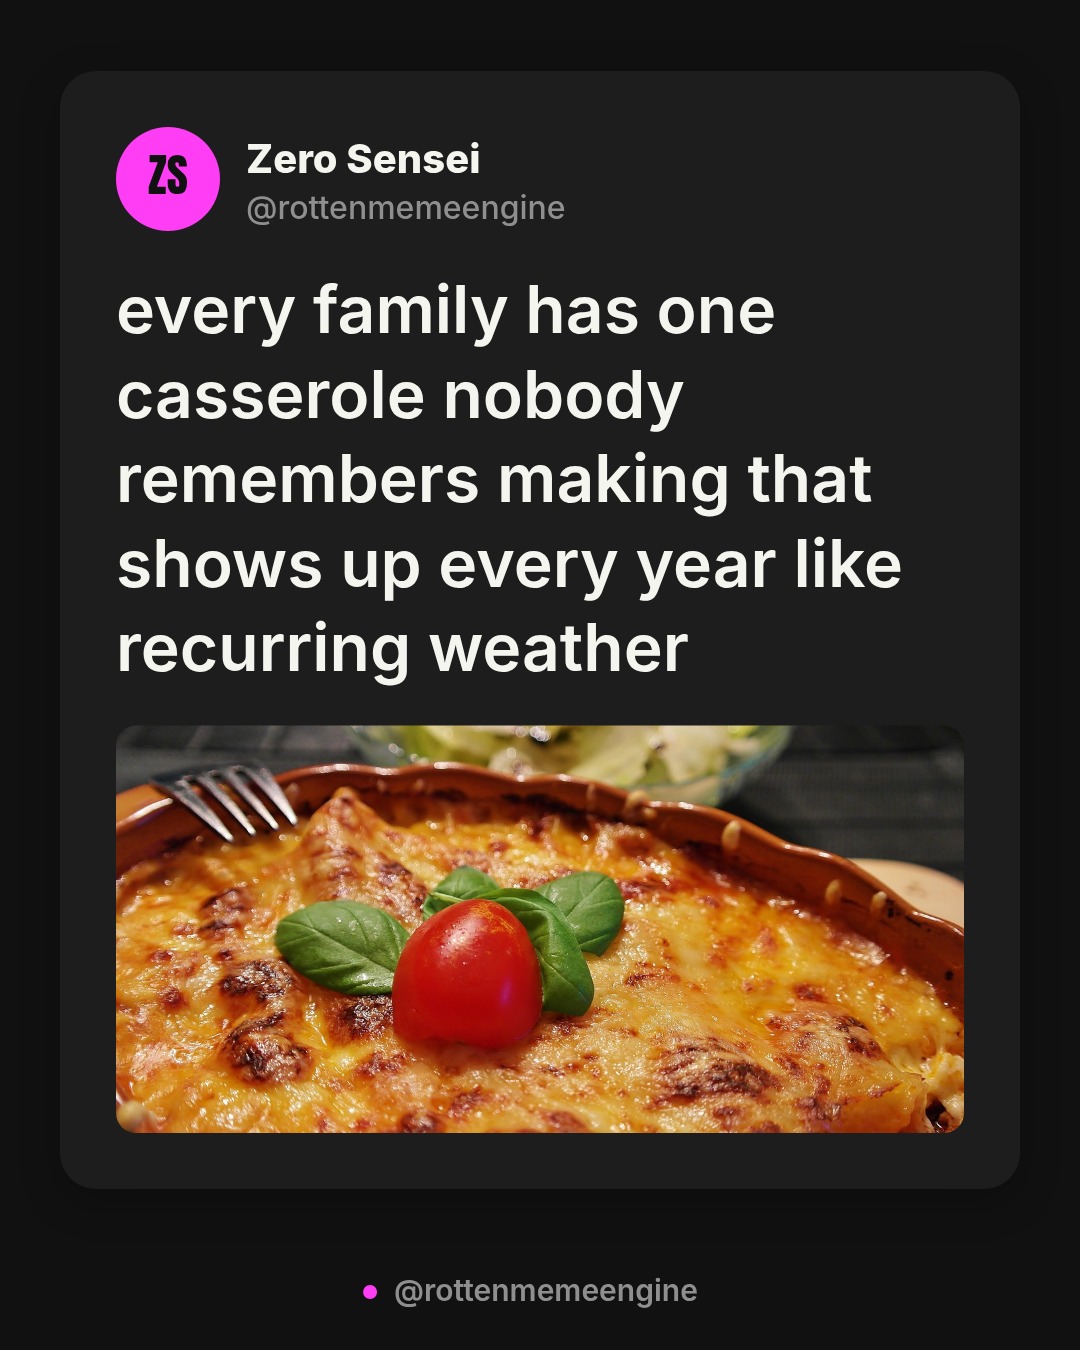 ZS
Zero Sensei
@rottenmemeengine
every family has one
casserole nobody
remembers making that
shows up every year like
recurring weather
@rottenmemeengine